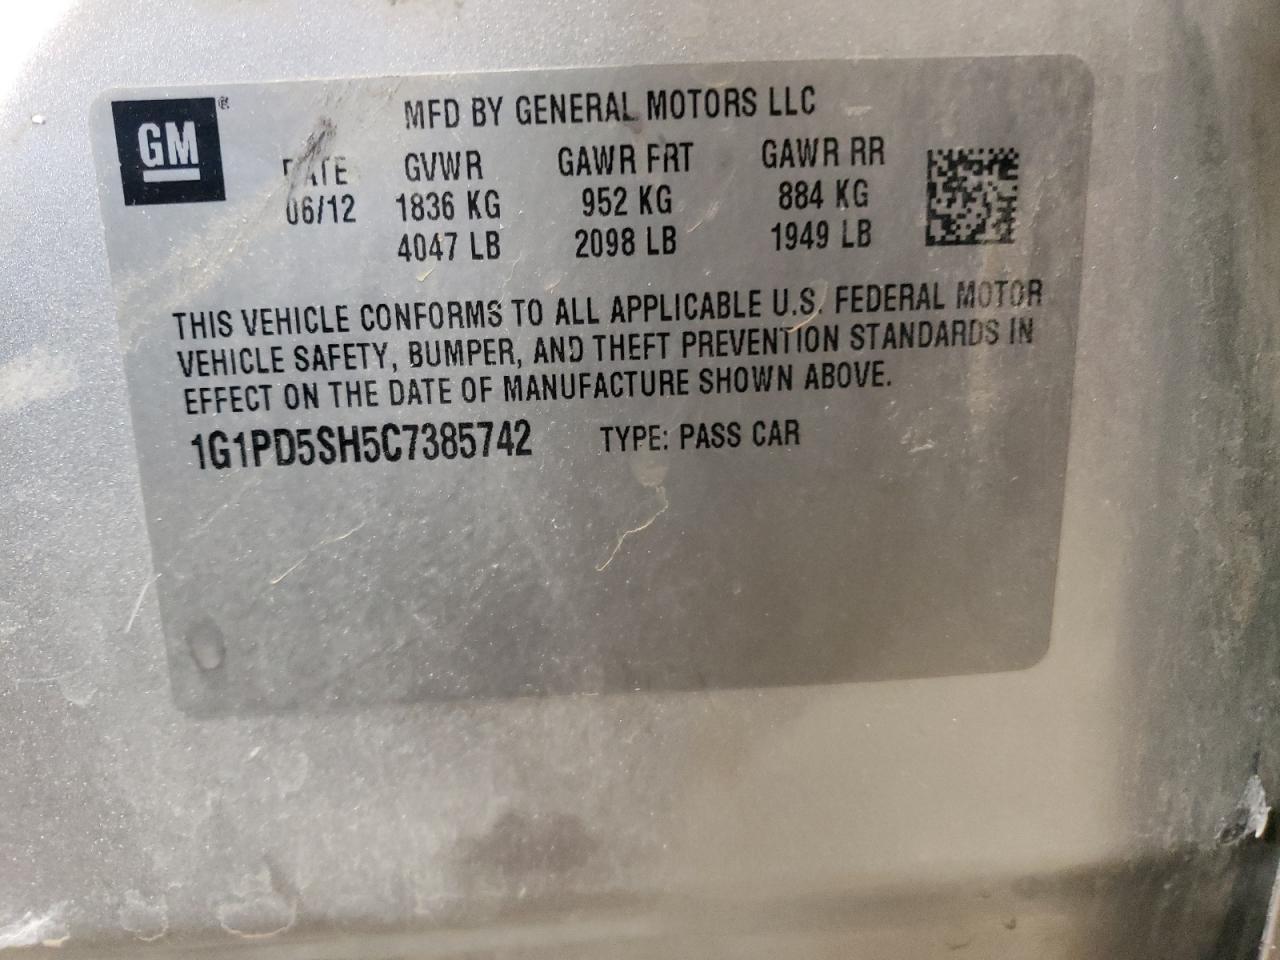 GM®
MFD BY GENERAL MOTORS LLC
DATE GVWR GAWR FRT GAWR RR
06/12 1836 KG 952 KG 884 KG
4047 LB 2098 LB 1949 LB
THIS VEHICLE CONFORMS TO ALL APPLICABLE U.S. FEDERAL MOTOR
VEHICLE SAFETY, BUMPER, AND THEFT PREVENTION STANDARDS IN
EFFECT ON THE DATE OF MANUFACTURE SHOWN ABOVE.
1G1PD5SH5C7385742 TYPE: PASS CAR